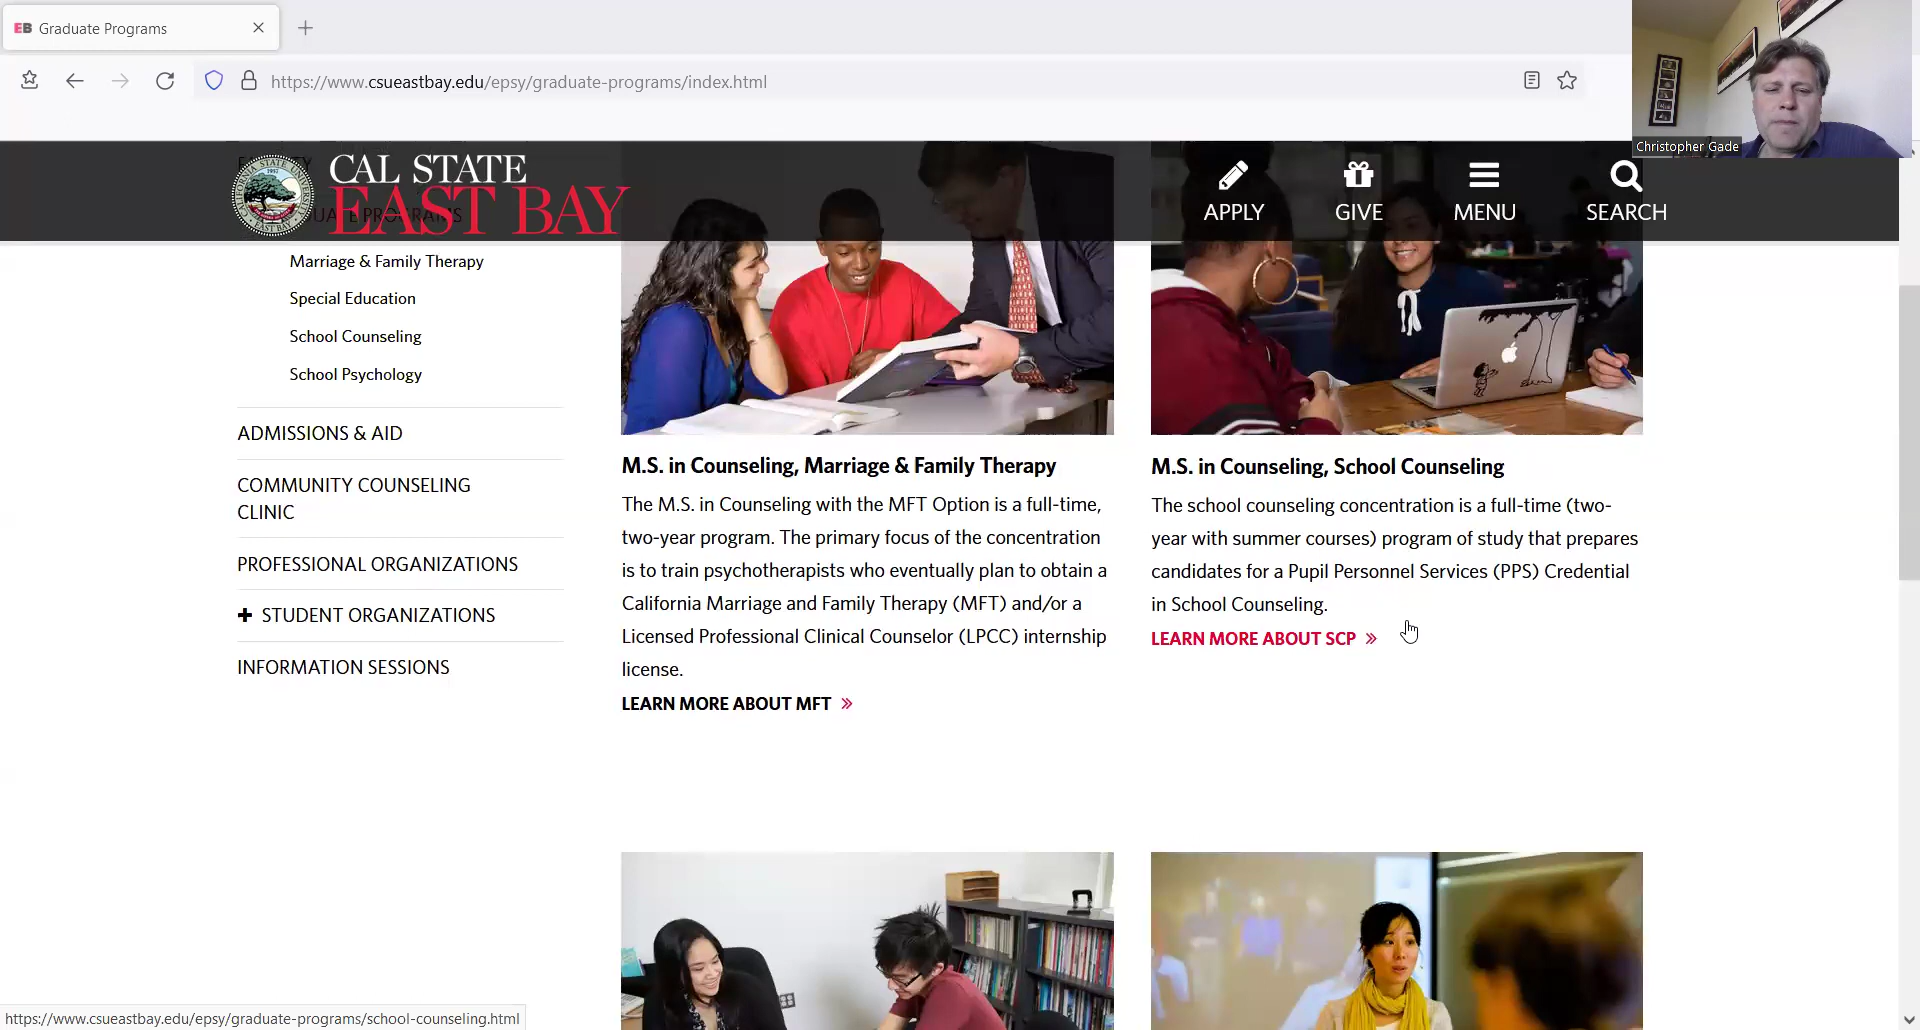 Graduate Programs
https://www.csueastbay.edu/epsy/graduate-programs/index.html
Christopher Gade
CAL STATE
EAST BAY
APPLY
GIVE
MENU
SEARCH
Marriage & Family Therapy
Special Education
School Counseling
School Psychology
ADMISSIONS & AID
COMMUNITY COUNSELING
CLINIC
PROFESSIONAL ORGANIZATIONS
STUDENT ORGANIZATIONS
INFORMATION SESSIONS
M.S. in Counseling, Marriage & Family Therapy
The M.S. in Counseling with the MFT Option is a full-time,
two-year program. The primary focus of the concentration
is to train psychotherapists who eventually plan to obtain a
California Marriage and Family Therapy (MFT) and/or a
Licensed Professional Clinical Counselor (LPCC) internship
license.
LEARN MORE ABOUT MFT »
M.S. in Counseling, School Counseling
The school counseling concentration is a full-time (two-
year with summer courses) program of study that prepares
candidates for a Pupil Personnel Services (PPS) Credential
in School Counseling.
LEARN MORE ABOUT SCP »
https://www.csueastbay.edu/epsy/graduate-programs/school-counseling.html